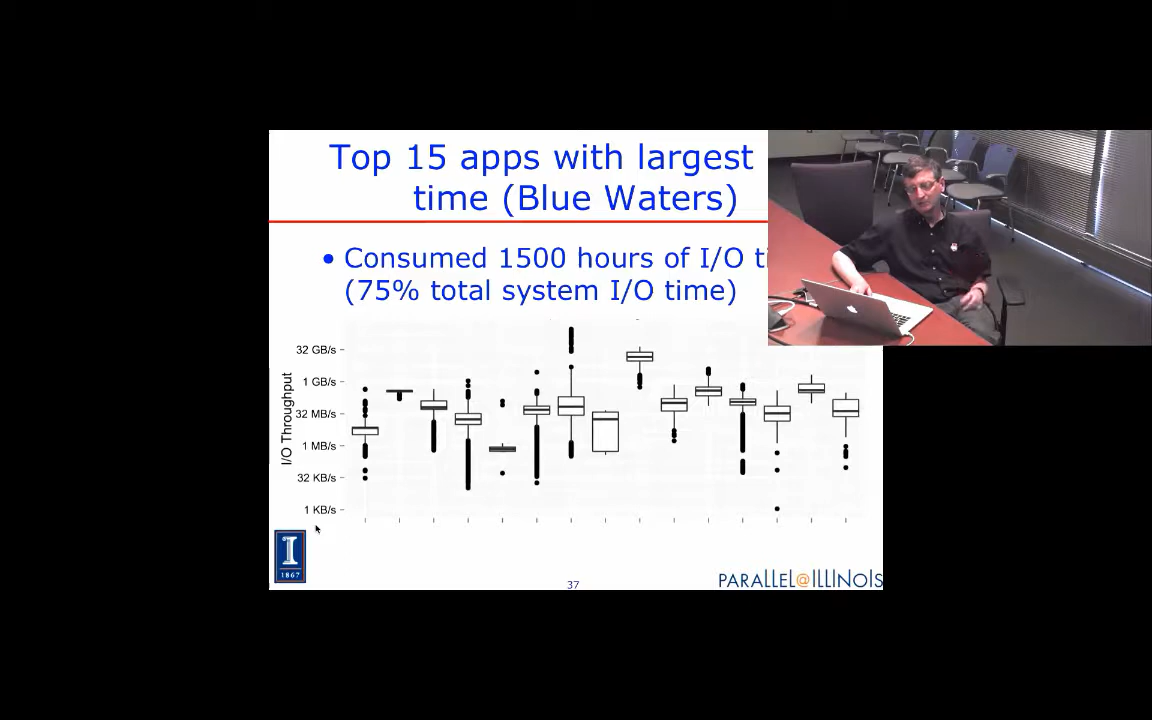 Top 15 apps with largest
time (Blue Waters)
• Consumed 1500 hours of I/O
(75% total system I/O time)
I/O Throughput
32 GB/s
1 GB/s
32 MB/s
1 MB/s
32 KB/s
1 KB/s
I
1867
37
PARALLEL@ILLINOIS